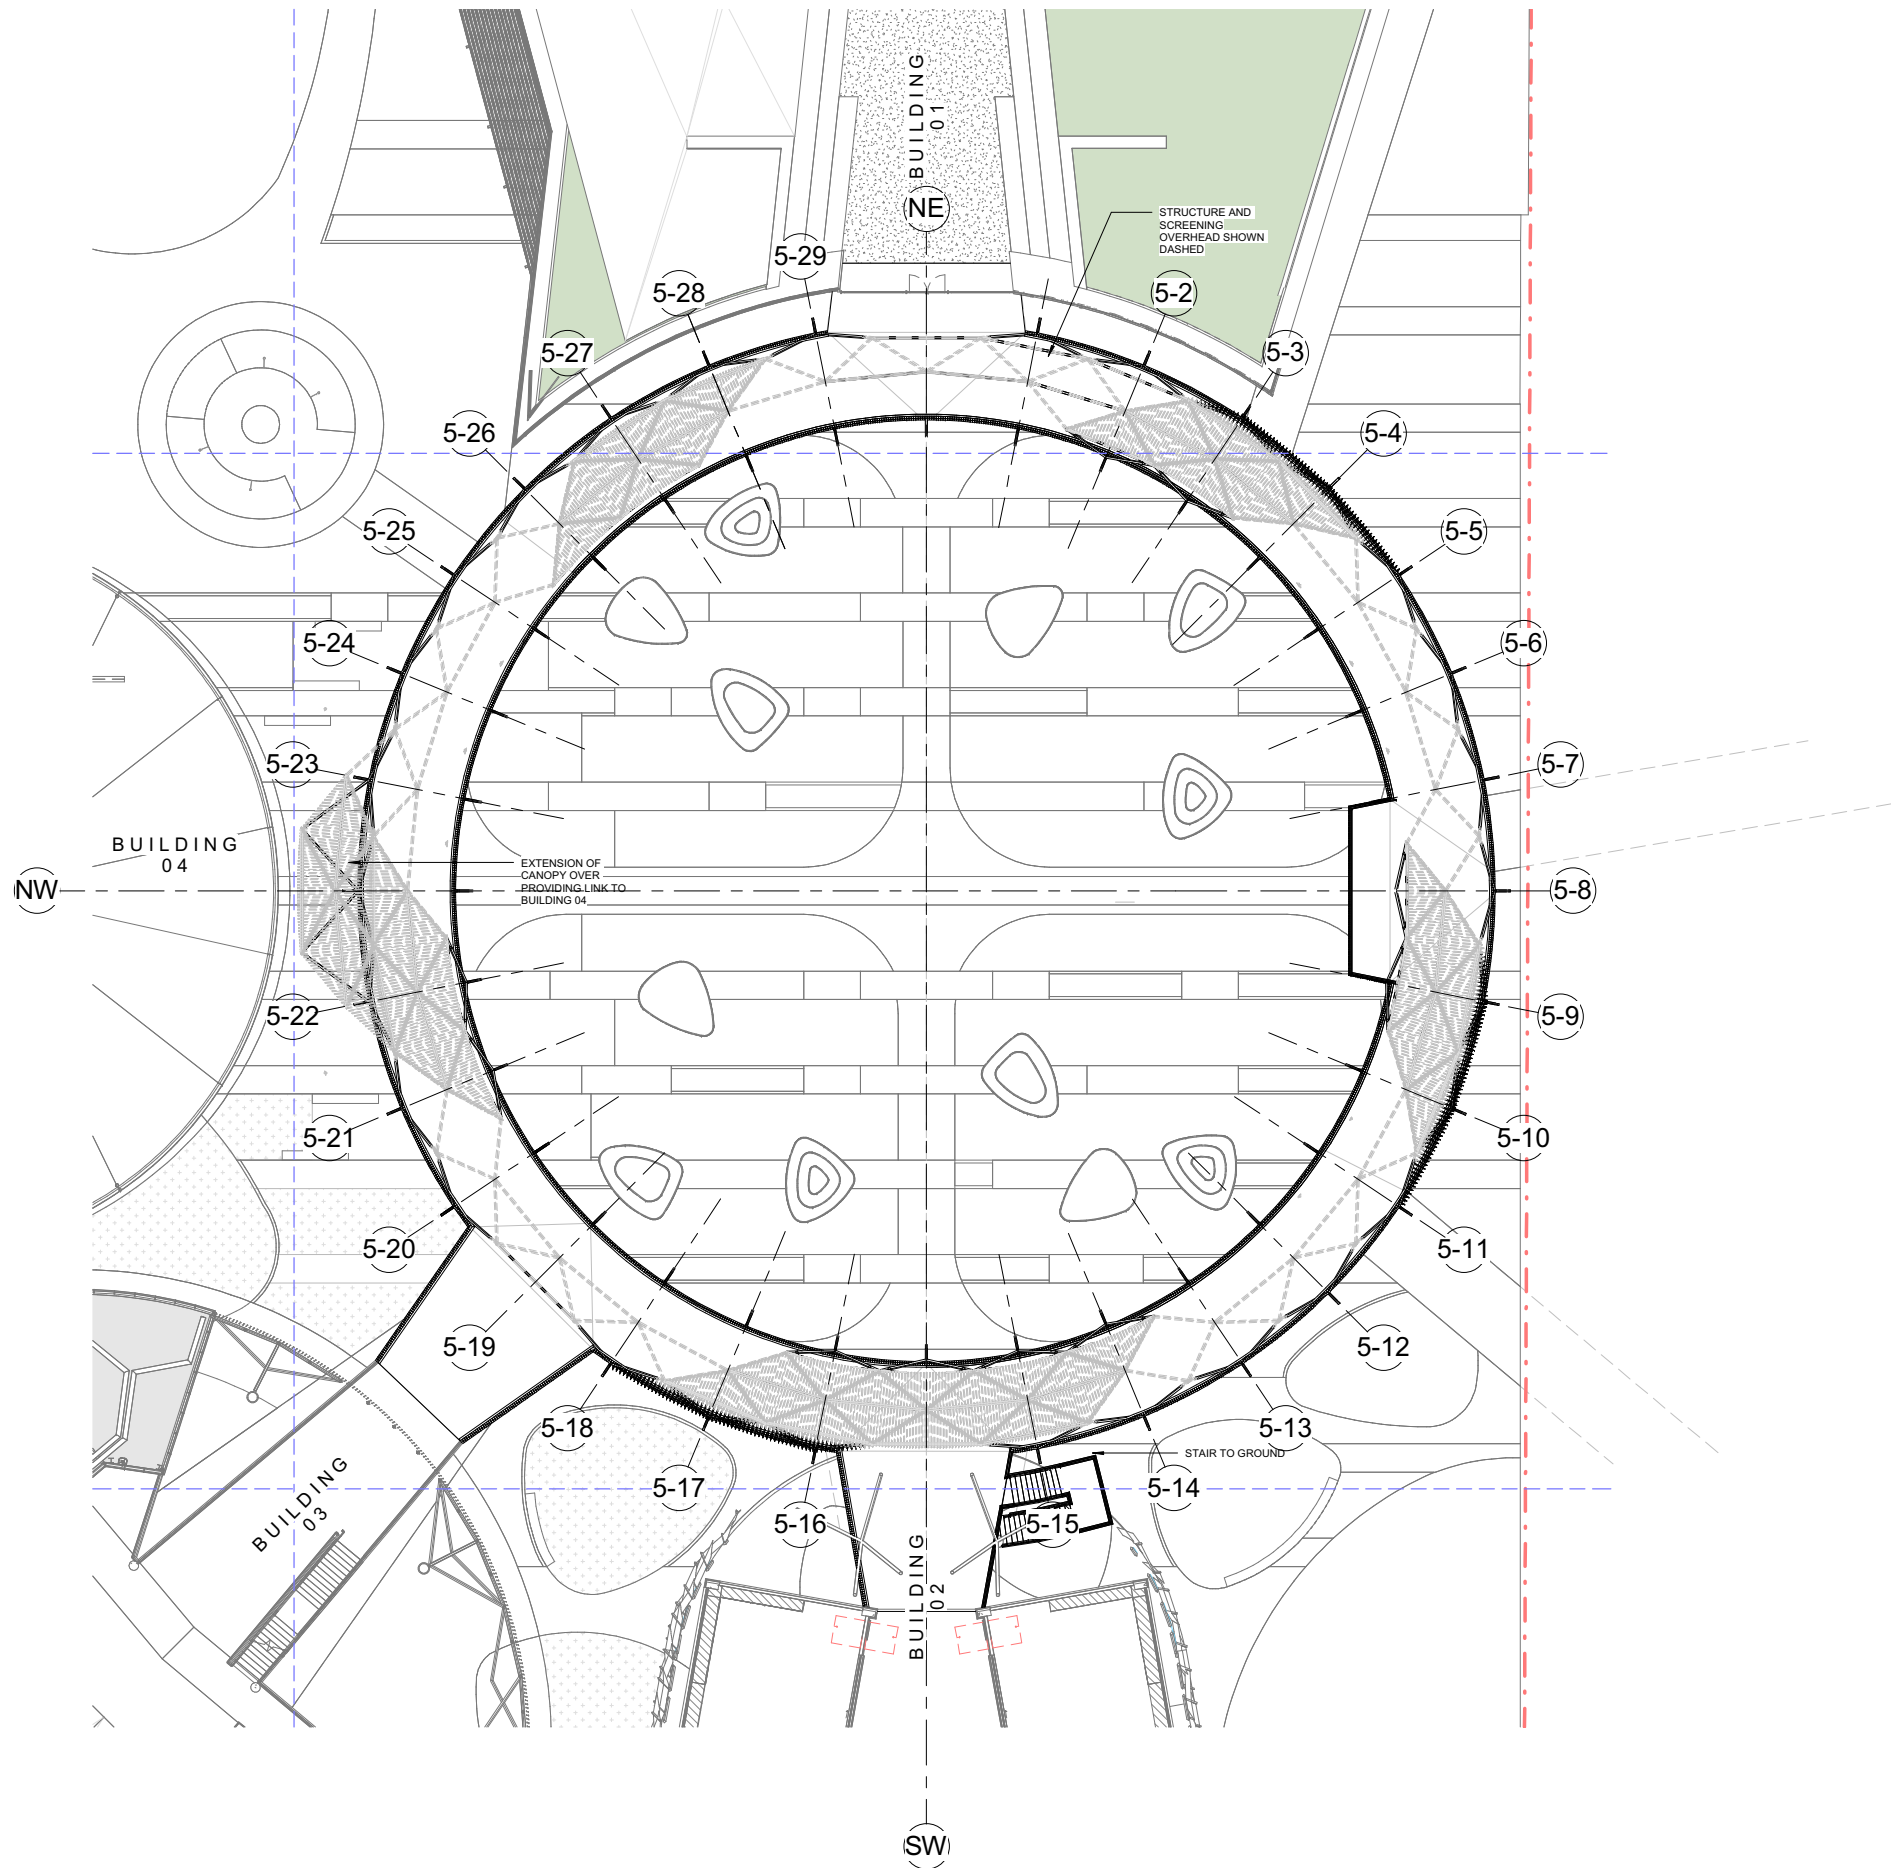 BUILDING
01
NE
STRUCTURE AND
SCREENING
OVERHEAD SHOWN
DASHED
5-29
5-28
5-2
5-27
5-3
5-26
5-4
5-25
5-5
5-24
5-6
5-23
5-7
BUILDING
04
EXTENSION OF
CANOPY OVER
PROVIDING LINK TO
BUILDING 04
NW
5-8
5-22
5-9
5-21
5-10
5-20
5-11
5-19
5-12
5-18
5-13
STAIR TO GROUND
5-17
5-14
BUILDING
03
5-16
5-15
BUILDING
02
SW